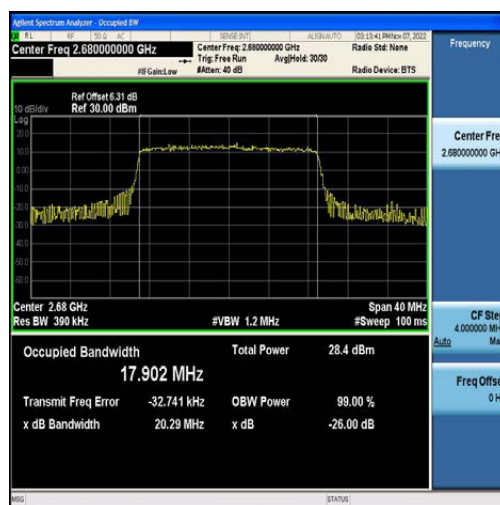 Agilent Spectrum Analyzer - Occupied BW
RL RF 50 Ω AC SENSE:INT ALIGN AUTO 03:13:41 PM Nov 07, 2022
Center Freq 2.680000000 GHz
Center Freq: 2.680000000 GHz
Radio Std: None
Trig: Free Run Avg|Hold: 30/30
#IFGain:Low #Atten: 40 dB Radio Device: BTS
Frequency
Ref Offset 6.31 dB
10 dB/div Ref 30.00 dBm
Log
20.0
10.0
0.00
-10.0
-20.0
-30.0
-40.0
-50.0
-60.0
Center Fre
2.680000000 GH
Center 2.68 GHz Span 40 MHz
Res BW 390 kHz #VBW 1.2 MHz #Sweep 100 ms
CF Step
4.000000 MH
Auto Ma
Occupied Bandwidth Total Power 28.4 dBm
17.902 MHz
Transmit Freq Error -32.741 kHz OBW Power 99.00 %
x dB Bandwidth 20.29 MHz x dB -26.00 dB
Freq Offse
0 H
MSG STATUS